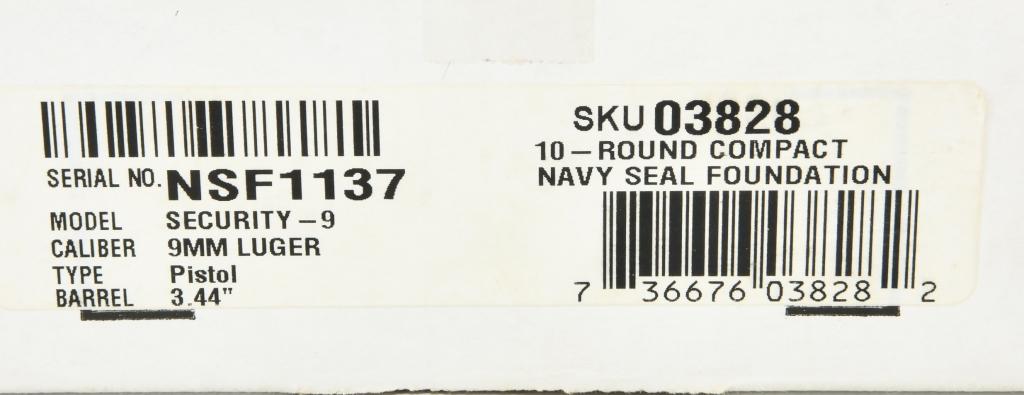 SERIAL NO. NSF1137
MODEL SECURITY-9
CALIBER 9MM LUGER
TYPE Pistol
BARREL 3.44"
SKU 03828
10-ROUND COMPACT
NAVY SEAL FOUNDATION
7 36676 03828 2